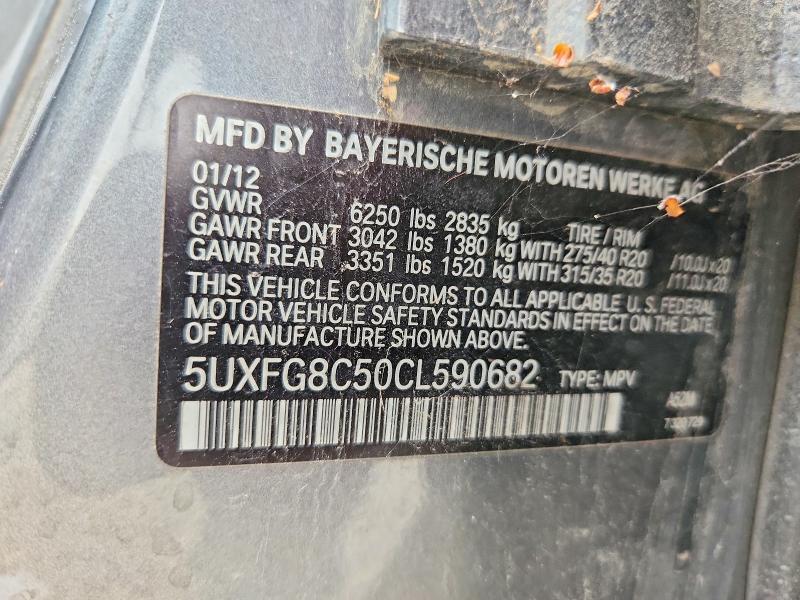 MFD BY BAYERISCHE MOTOREN WERKE AG
01/12
GVWR 6250 lbs 2835 kg TIRE / RIM
GAWR FRONT 3042 lbs 1380 kg WITH 275/40 R20 /10.0J x20
GAWR REAR 3351 lbs 1520 kg WITH 315/35 R20 /11.0J x20
THIS VEHICLE CONFORMS TO ALL APPLICABLE U. S. FEDERAL
MOTOR VEHICLE SAFETY STANDARDS IN EFFECT ON THE DATE
OF MANUFACTURE SHOWN ABOVE.
5UXFG8C50CL590682 TYPE: MPV